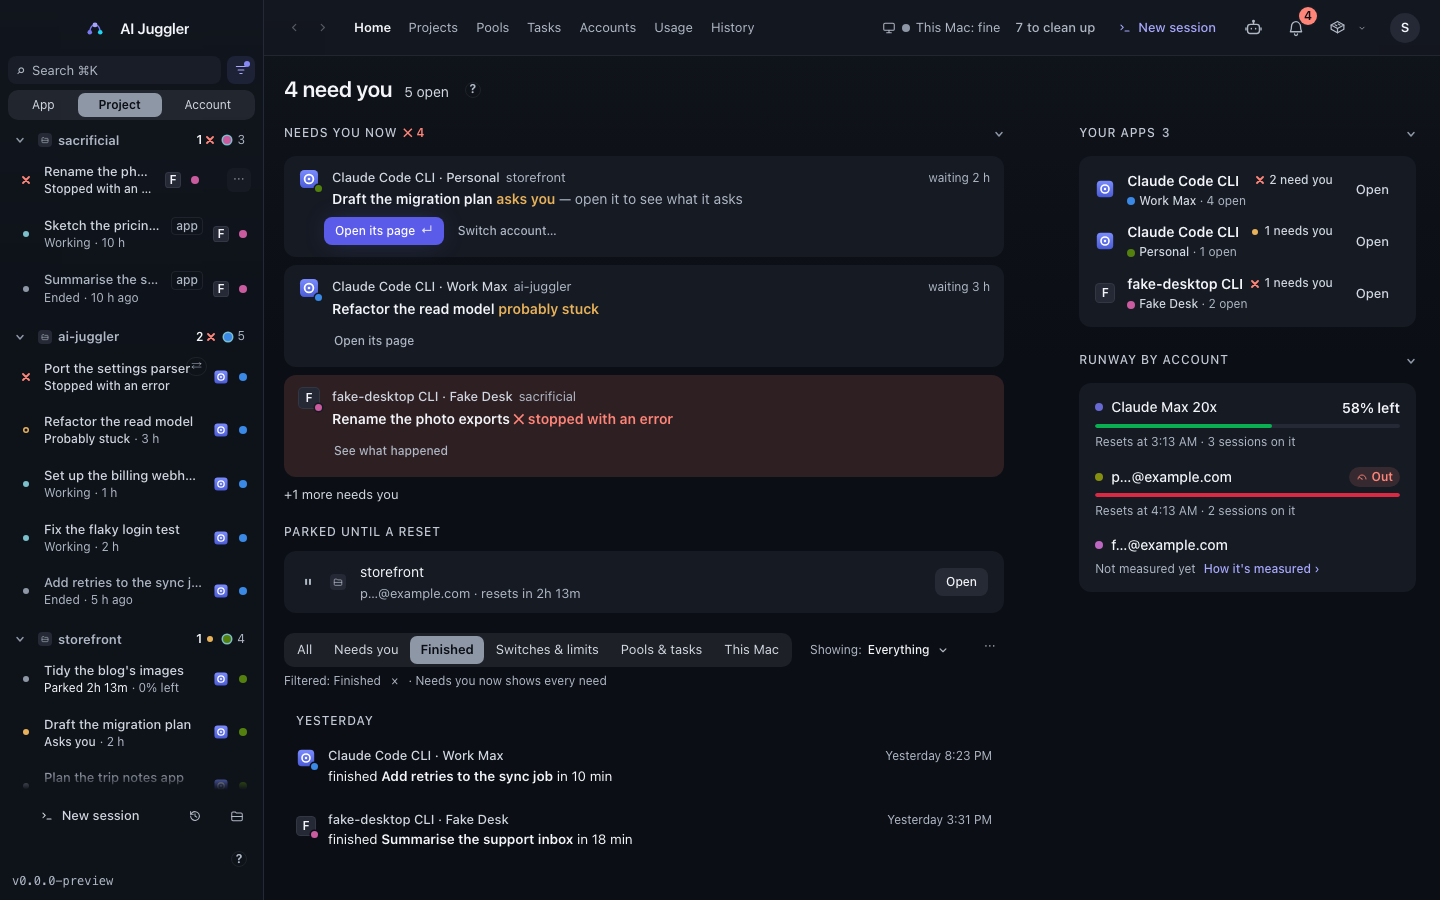 AI Juggler
Search ⌘K
App Project Account
sacrificial 1 × 3
Rename the ph...
Stopped with an ... F
Sketch the pricin... app
Working · 10 h F
Summarise the s... app
Ended · 10 h ago F
ai-juggler 2 × 5
Port the settings parser
Stopped with an error
Refactor the read model
Probably stuck · 3 h
Set up the billing webh...
Working · 1 h
Fix the flaky login test
Working · 2 h
Add retries to the sync j...
Ended · 5 h ago
storefront 1 4
Tidy the blog's images
Parked 2h 13m · 0% left
Draft the migration plan
Asks you · 2 h
Plan the trip notes app
New session
?
v0.0.0-preview
Home Projects Pools Tasks Accounts Usage History
This Mac: fine 7 to clean up New session 4 S
4 need you 5 open ?
NEEDS YOU NOW × 4
Claude Code CLI · Personal storefront waiting 2 h
Draft the migration plan asks you — open it to see what it asks
Open its page ↵ Switch account...
Claude Code CLI · Work Max ai-juggler waiting 3 h
Refactor the read model probably stuck
Open its page
F fake-desktop CLI · Fake Desk sacrificial
Rename the photo exports × stopped with an error
See what happened
+1 more needs you
PARKED UNTIL A RESET
storefront
p...@example.com · resets in 2h 13m
Open
All Needs you Finished Switches & limits Pools & tasks This Mac Showing: Everything ...
Filtered: Finished × · Needs you now shows every need
YESTERDAY
Claude Code CLI · Work Max Yesterday 8:23 PM
finished Add retries to the sync job in 10 min
F fake-desktop CLI · Fake Desk Yesterday 3:31 PM
finished Summarise the support inbox in 18 min
YOUR APPS 3
Claude Code CLI × 2 need you
Work Max · 4 open Open
Claude Code CLI 1 needs you
Personal · 1 open Open
F fake-desktop CLI × 1 needs you
Fake Desk · 2 open Open
RUNWAY BY ACCOUNT
Claude Max 20x 58% left
Resets at 3:13 AM · 3 sessions on it
p...@example.com Out
Resets at 4:13 AM · 2 sessions on it
f...@example.com
Not measured yet How it's measured ›